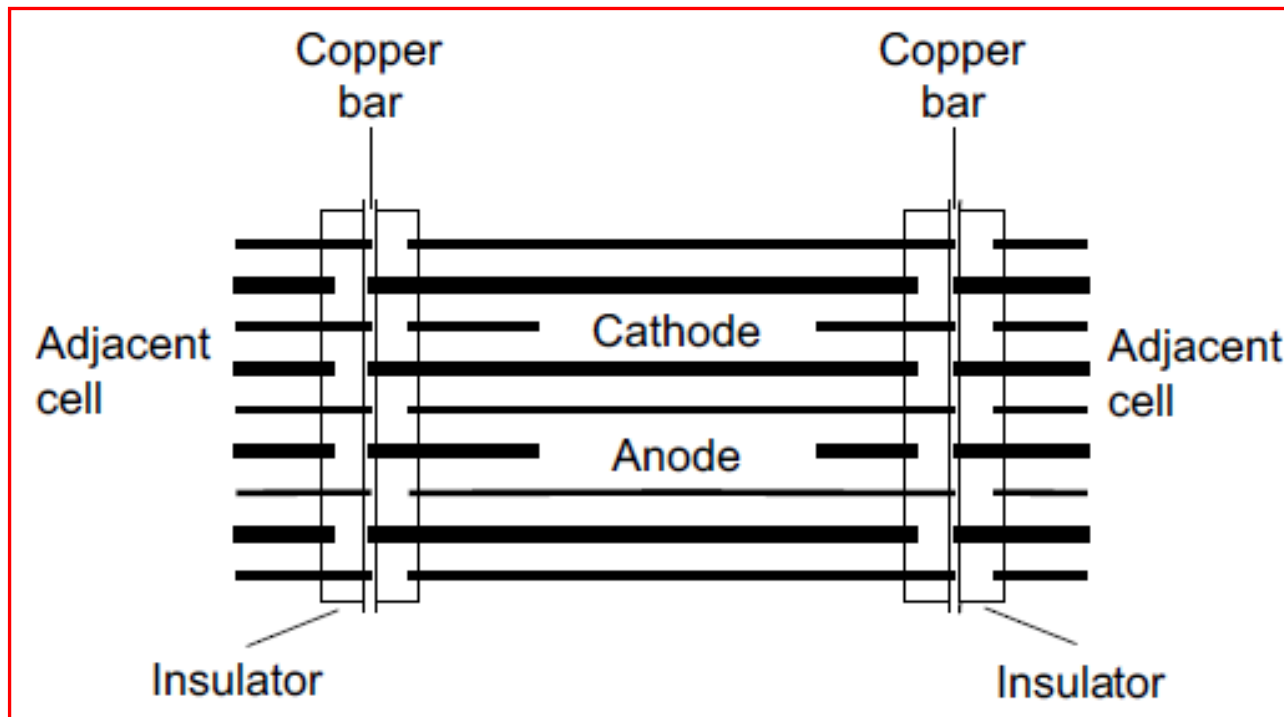 Copper
bar
Copper
bar
Cathode
Adjacent
cell
Adjacent
cell
Anode
Insulator
Insulator